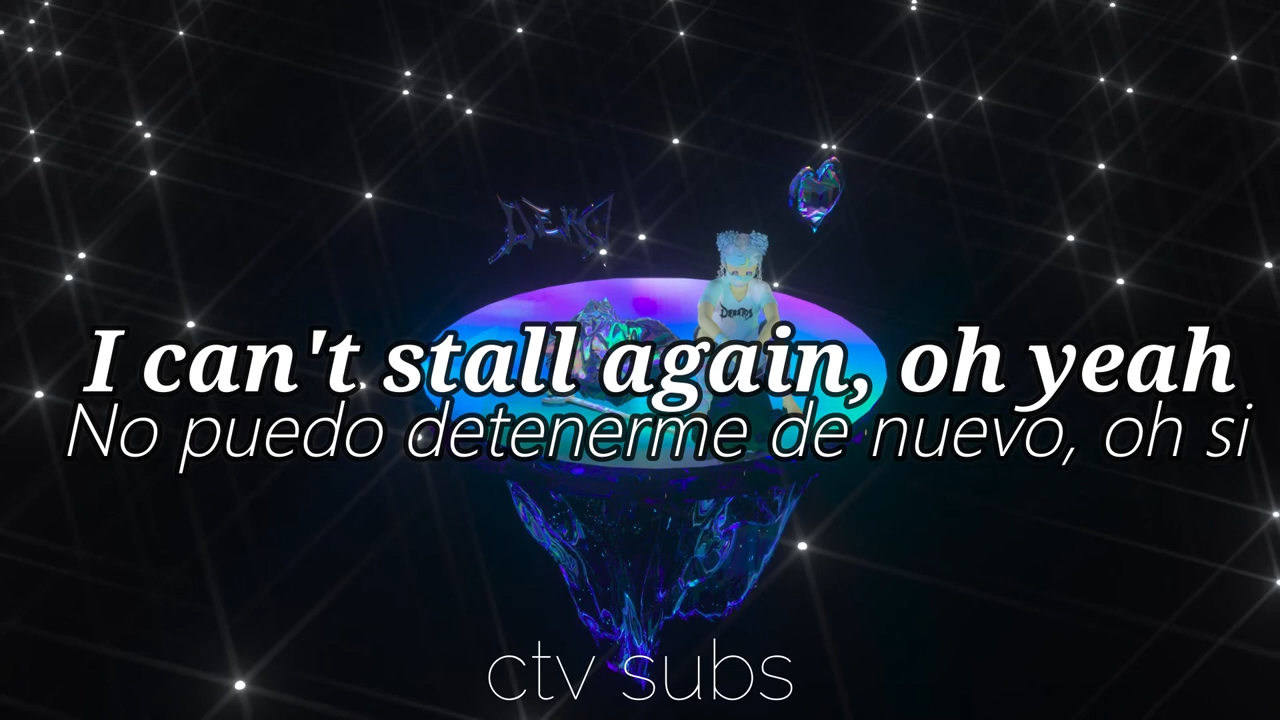 I can't stall again, oh yeah
No puedo detenerme de nuevo, oh si
ctv subs